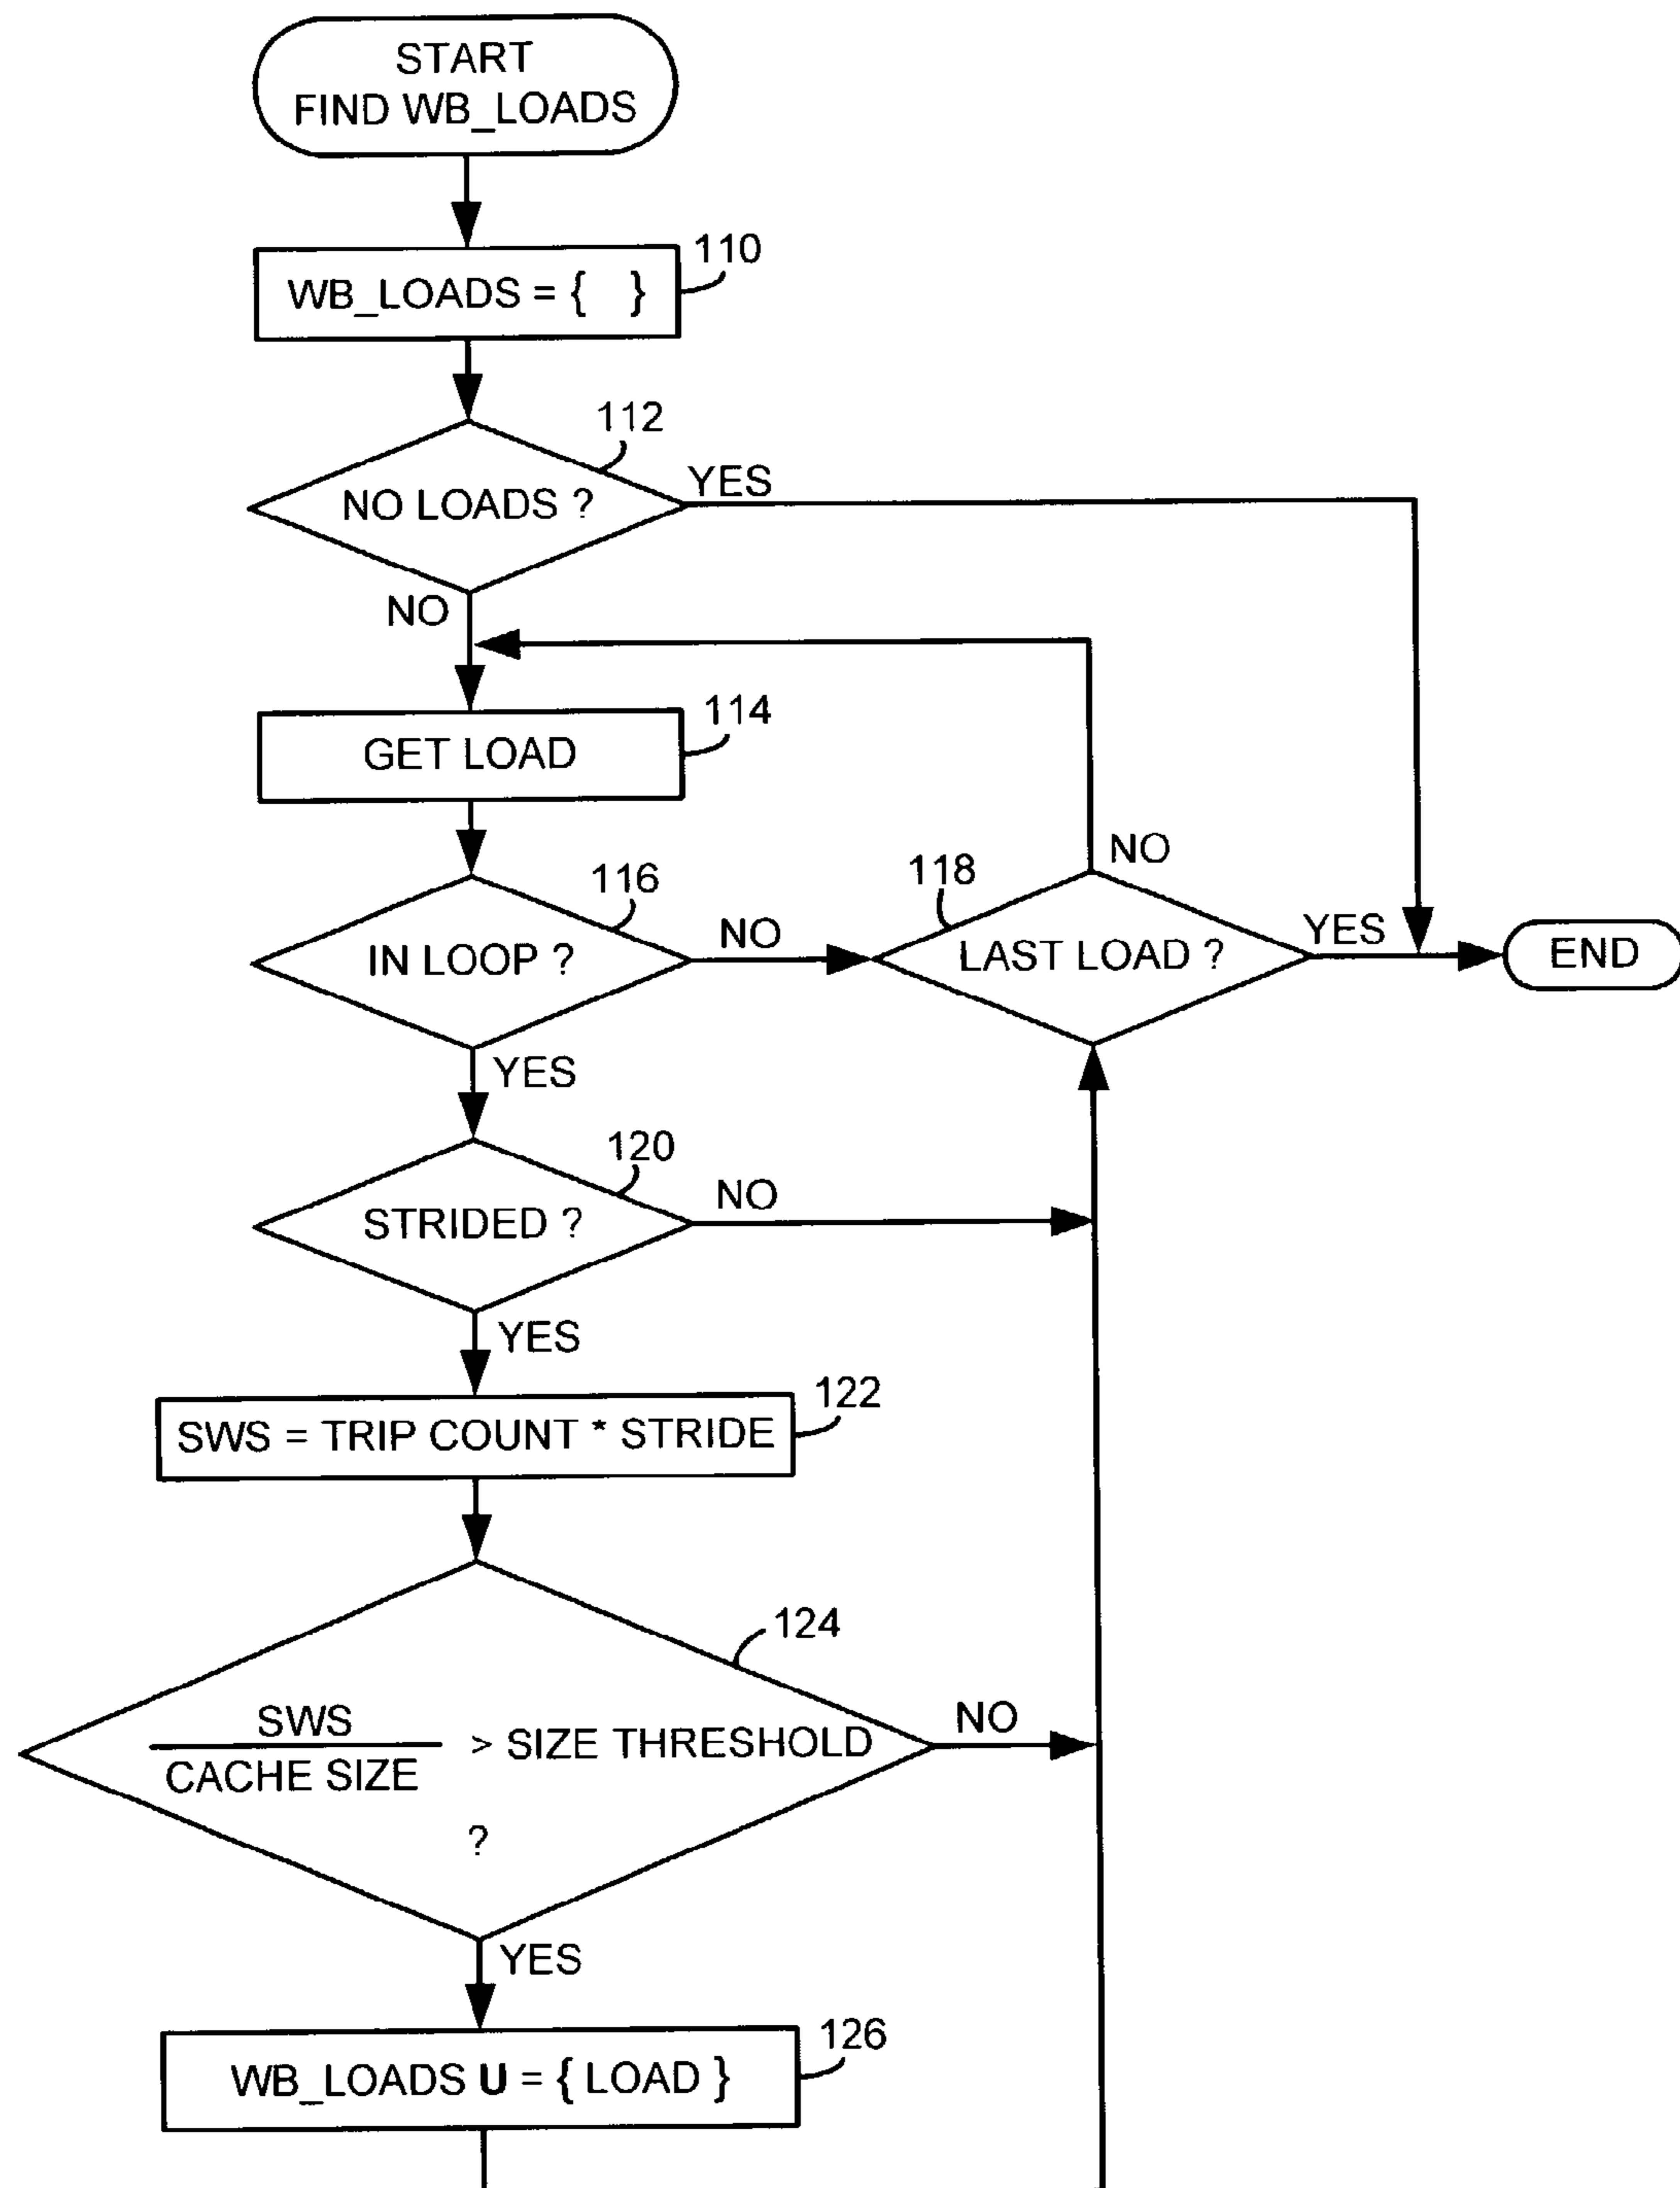 START
FIND WB_LOADS
WB_LOADS = { }
110
112
NO LOADS ?
YES
NO
GET LOAD
114
IN LOOP ?
116
NO
YES
118
LAST LOAD ?
NO
YES
END
120
STRIDED ?
NO
YES
SWS = TRIP COUNT * STRIDE
122
124
SWS
CACHE SIZE
> SIZE THRESHOLD
?
NO
YES
WB_LOADS U = { LOAD }
126